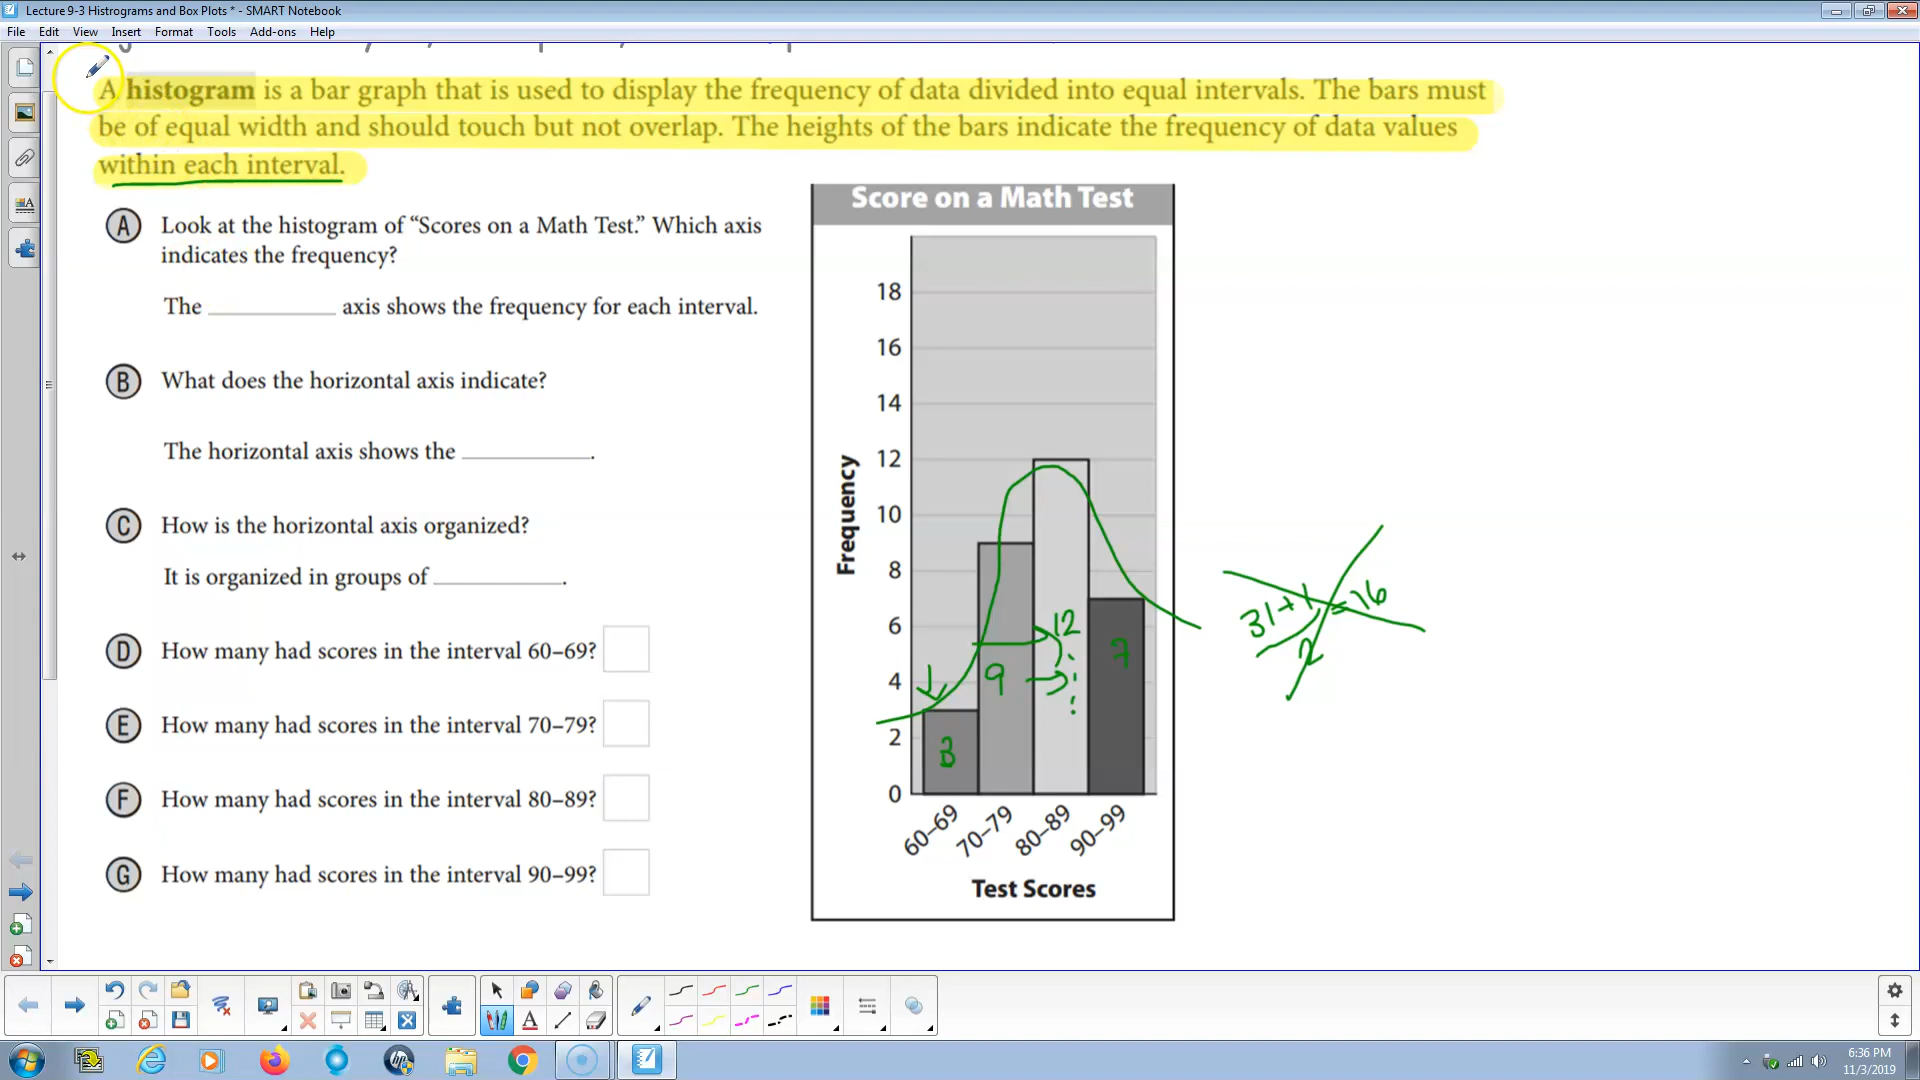 Lecture 9-3 Histrograms and Box Plots * - SMART Notebook
File Edit View Insert Format Tools Add-ons Help
A histogram is a bar graph that is used to display the frequency of data divided into equal intervals. The bars must
be of equal width and should touch but not overlap. The heights of the bars indicate the frequency of data values
within each interval.
Score on a Math Test
A Look at the histogram of “Scores on a Math Test.” Which axis
indicates the frequency?
The __________ axis shows the frequency for each interval.
B What does the horizontal axis indicate?
The horizontal axis shows the __________.
C How is the horizontal axis organized?
It is organized in groups of __________.
D How many had scores in the interval 60–69?
E How many had scores in the interval 70–79?
F How many had scores in the interval 80–89?
G How many had scores in the interval 90–99?
18
16
14
12
10
8
6
4
2
0
Frequency
3
9
12
7
60–69
70–79
80–89
90–99
Test Scores
31+1
2
=16
6:36 PM
11/3/2019